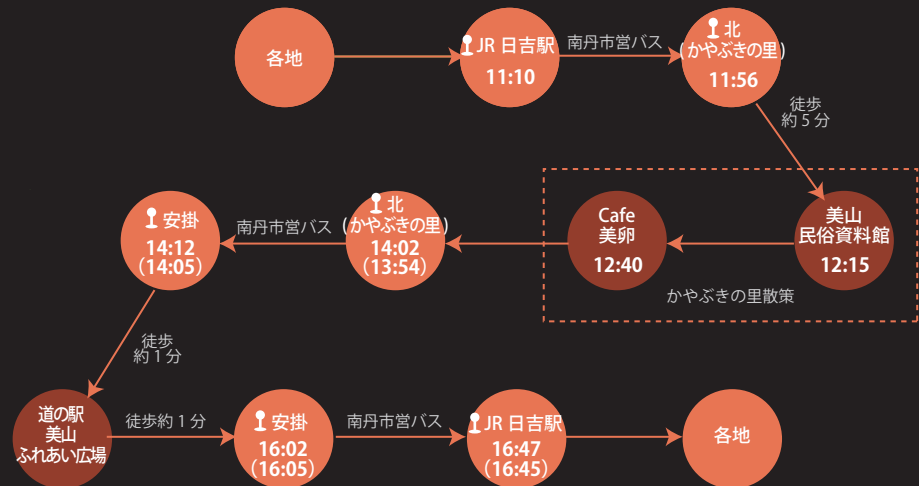 各地
JR 日吉駅
11:10
南丹市営バス
北
(かやぶきの里)
11:56
徒歩
約 5 分
美山
民俗資料館
12:15
Cafe
美卵
12:40
かやぶきの里散策
北
(かやぶきの里)
14:02
(13:54)
南丹市営バス
安掛
14:12
(14:05)
徒歩
約 1 分
道の駅
美山
ふれあい広場
徒歩約 1 分
安掛
16:02
(16:05)
南丹市営バス
JR 日吉駅
16:47
(16:45)
各地